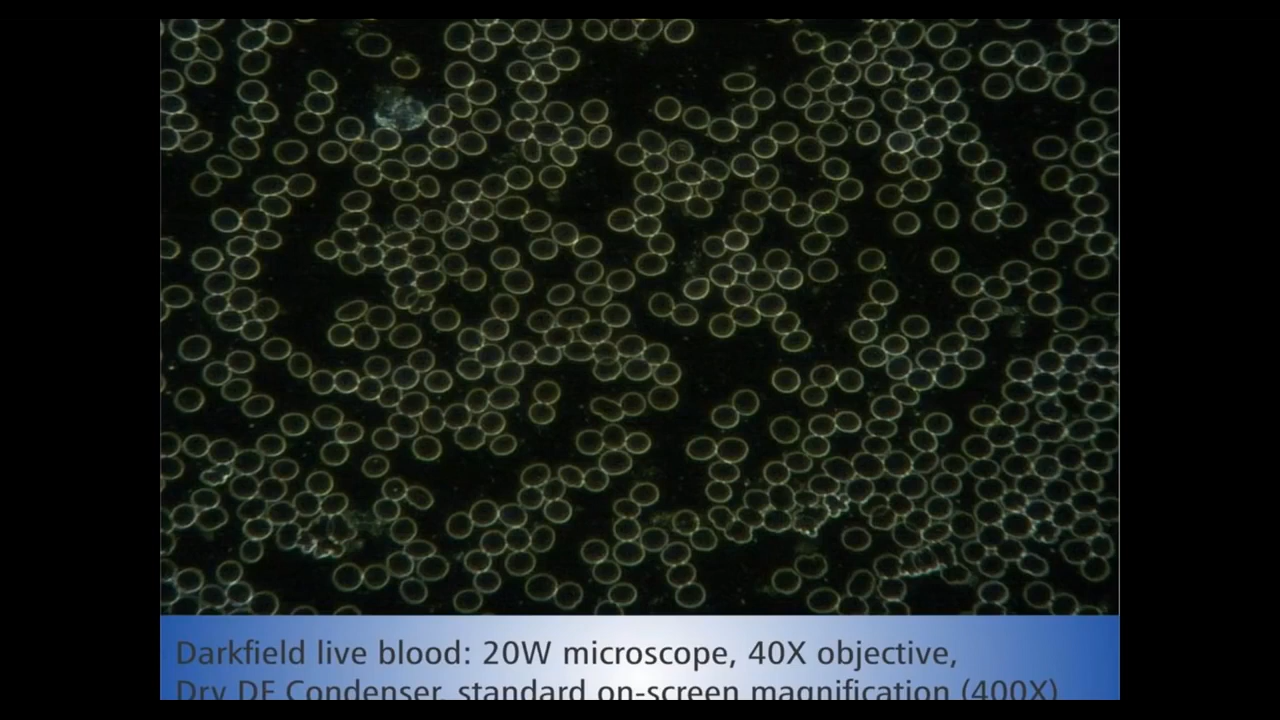 Darkfield live blood: 20W microscope, 40X objective,
Dry DF Condenser, standard on-screen magnification (400X)